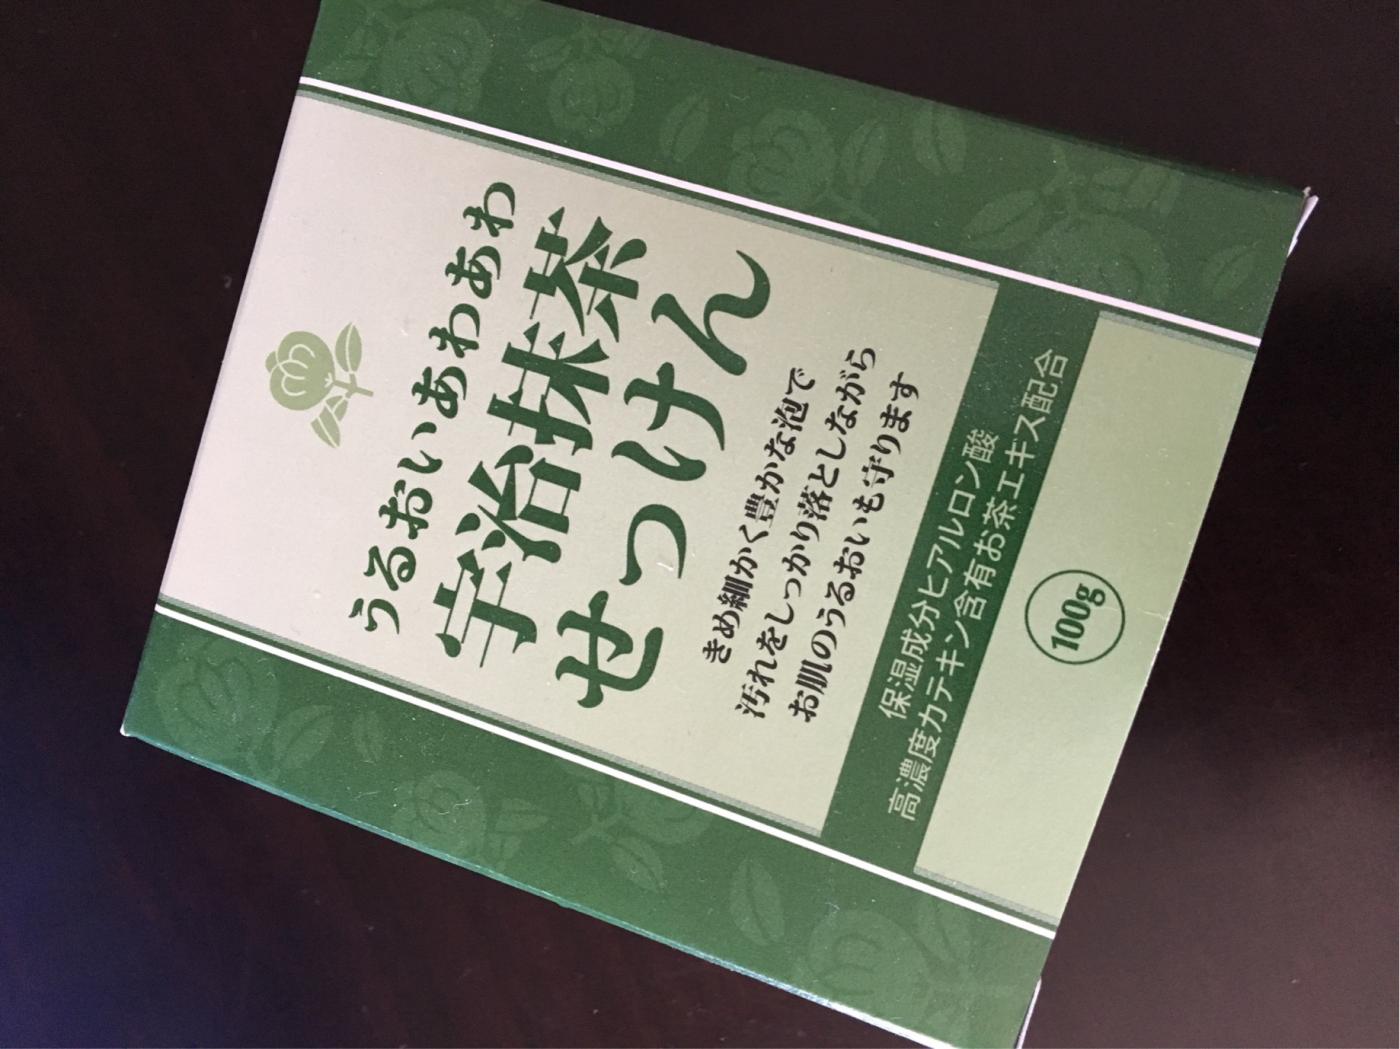 うるおいあわあわ
宇治抹茶
せっけん
きめ細かく豊かな泡で
汚れをしっかり落としながら
お肌のうるおいも守ります
保湿成分ヒアルロン酸
高濃度カテキン含有お茶エキス配合
100g